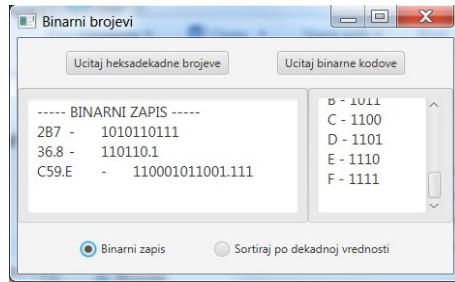 Binarni brojevi
Ucitaj heksadekadne brojeve
Ucitaj binarne kodove
----- BINARNI ZAPIS -----
2B7 - 1010110111
36.8 - 110110.1
C59.E - 110001011001.111
B - 1011
C - 1100
D - 1101
E - 1110
F - 1111
Binarni zapis
Sortiraj po dekadnoj vrednosti